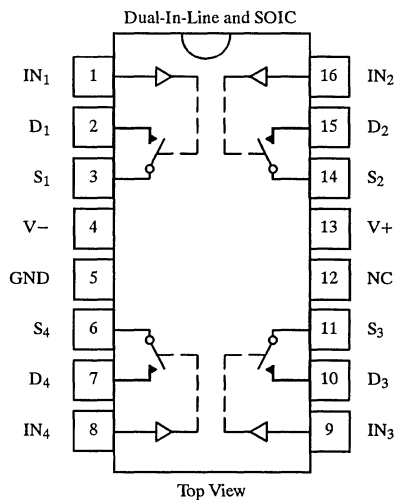 Dual-In-Line and SOIC
IN1 1 16 IN2
D1 2 15 D2
S1 3 14 S2
V− 4 13 V+
GND 5 12 NC
S4 6 11 S3
D4 7 10 D3
IN4 8 9 IN3
Top View